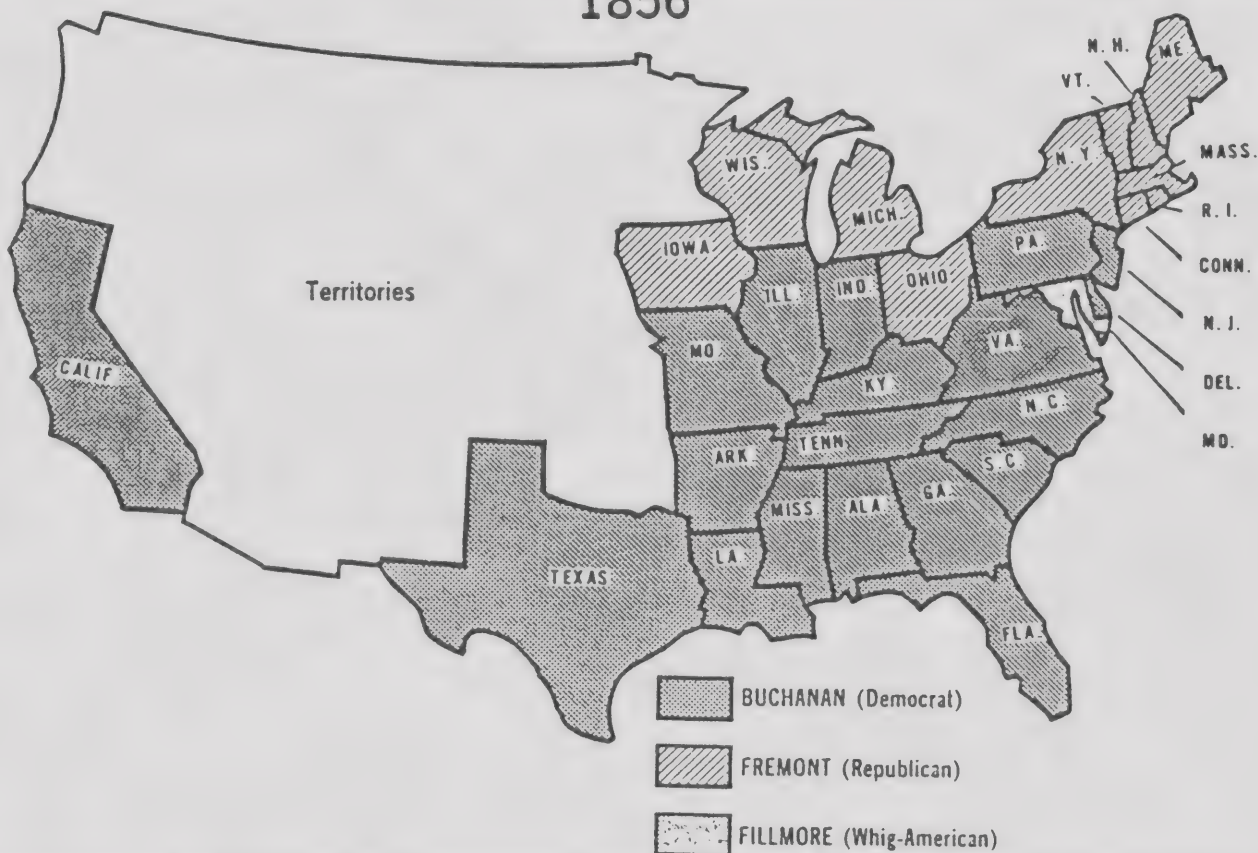 1856
N. H.
ME.
VT.
MASS.
N. Y.
WIS.
MICH.
R. I.
IOWA
PA.
CONN.
Territories
ILL.
IND.
OHIO
N. J.
MO.
VA.
CALIF.
KY.
DEL.
N. C.
MD.
ARK.
TENN.
S. C.
MISS.
ALA.
GA.
LA.
TEXAS
FLA.
BUCHANAN (Democrat)
FREMONT (Republican)
FILLMORE (Whig-American)